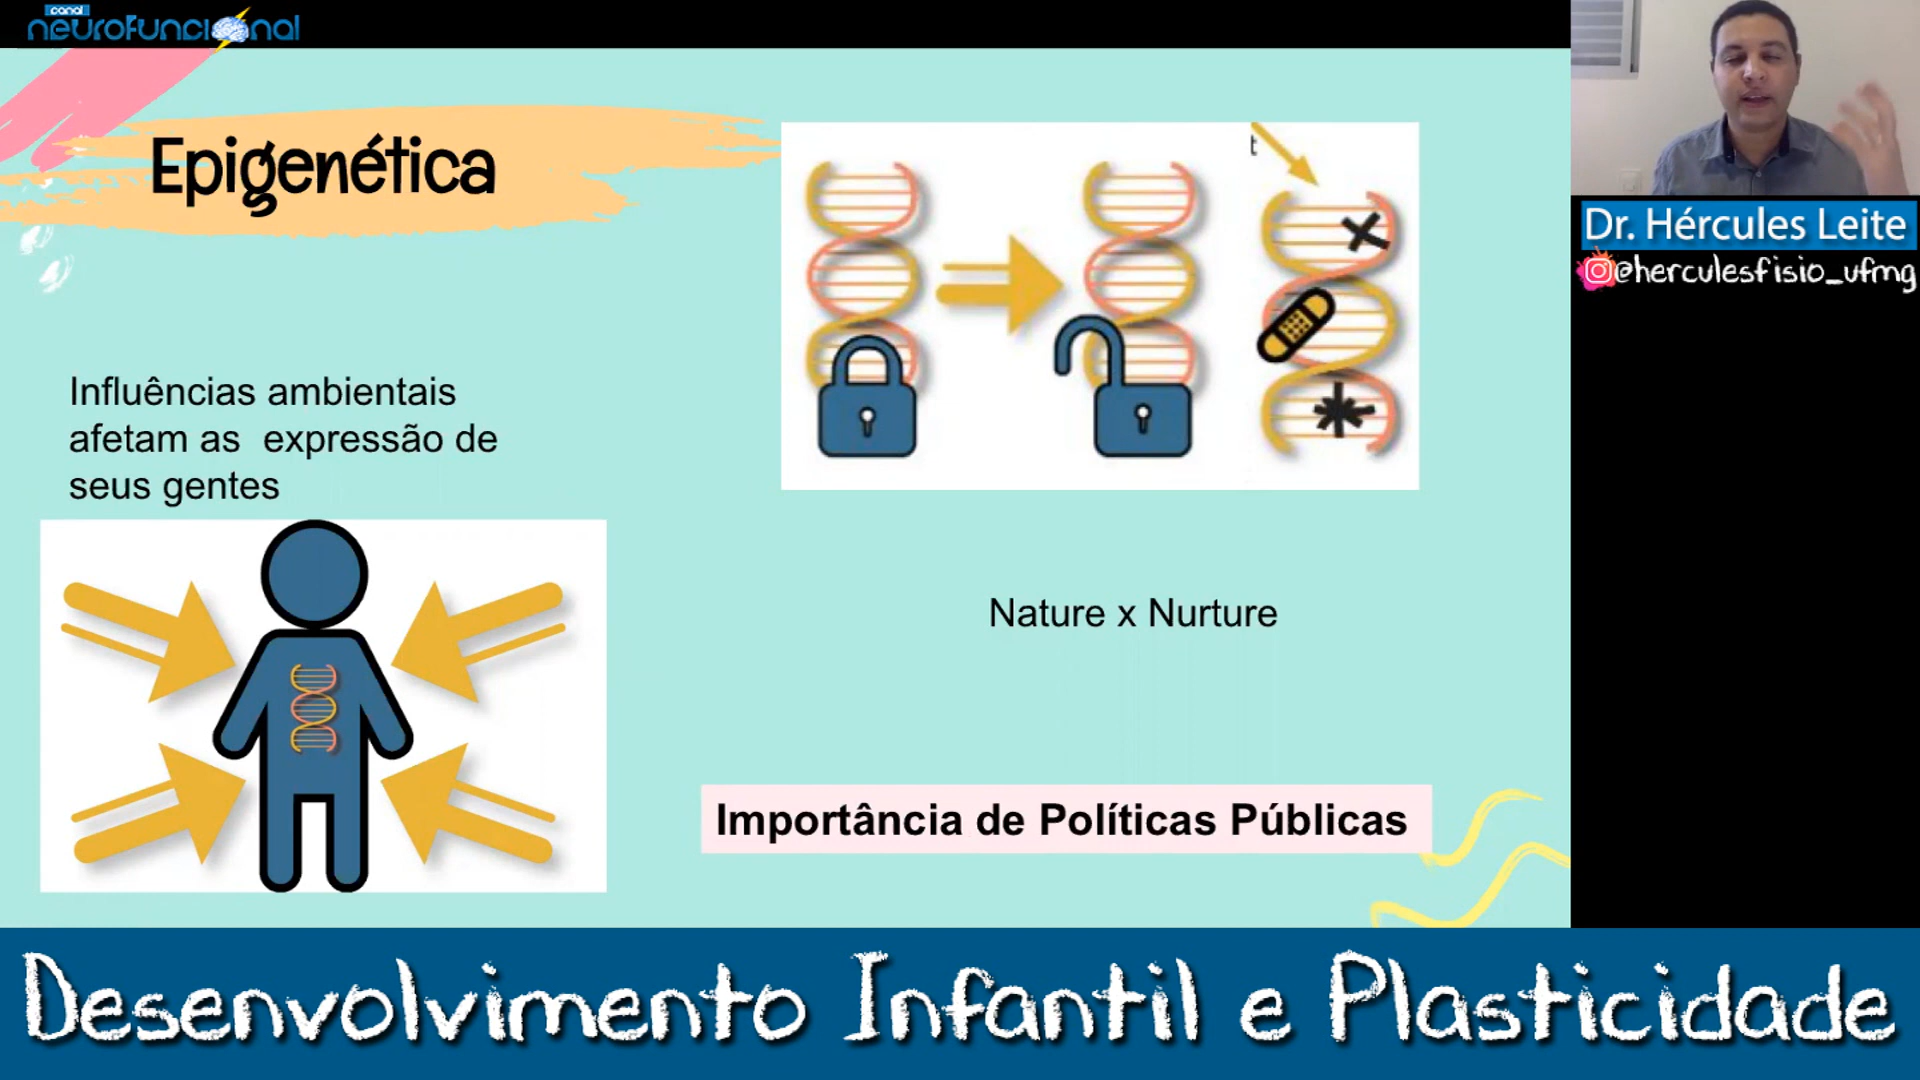 canal
neurofuncional
Epigenética
t
Influências ambientais
afetam as  expressão de
seus gentes
Nature x Nurture
Importância de Políticas Públicas
Dr. Hércules Leite
@herculesfisio_ufmg
Desenvolvimento Infantil e Plasticidade